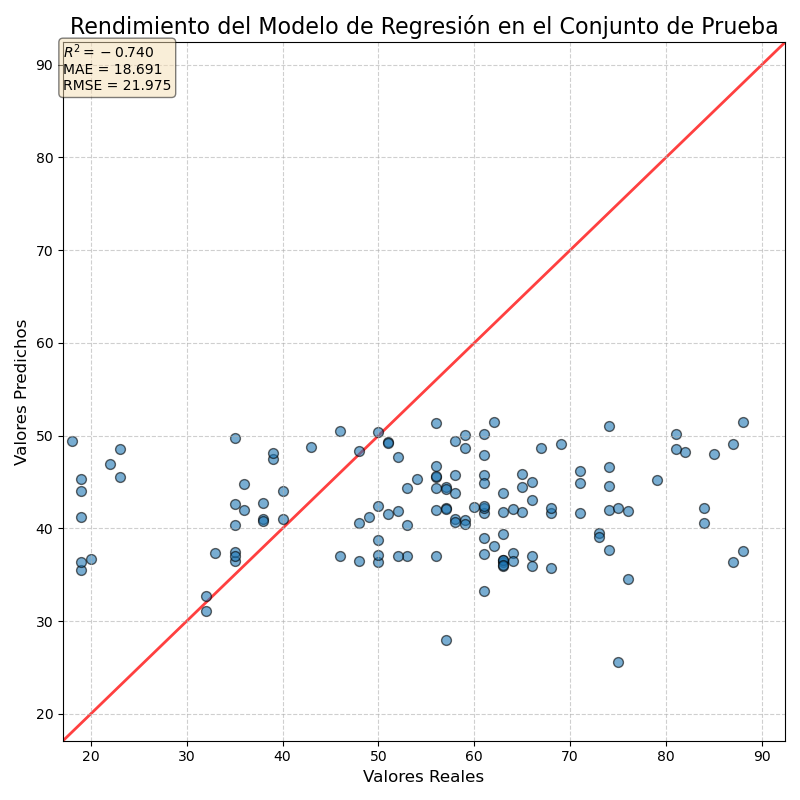 Rendimiento del Modelo de Regresión en el Conjunto de Prueba
R² = −0.740
MAE = 18.691
RMSE = 21.975
90
80
70
60
50
40
30
20
Valores Predichos
20 30 40 50 60 70 80 90
Valores Reales